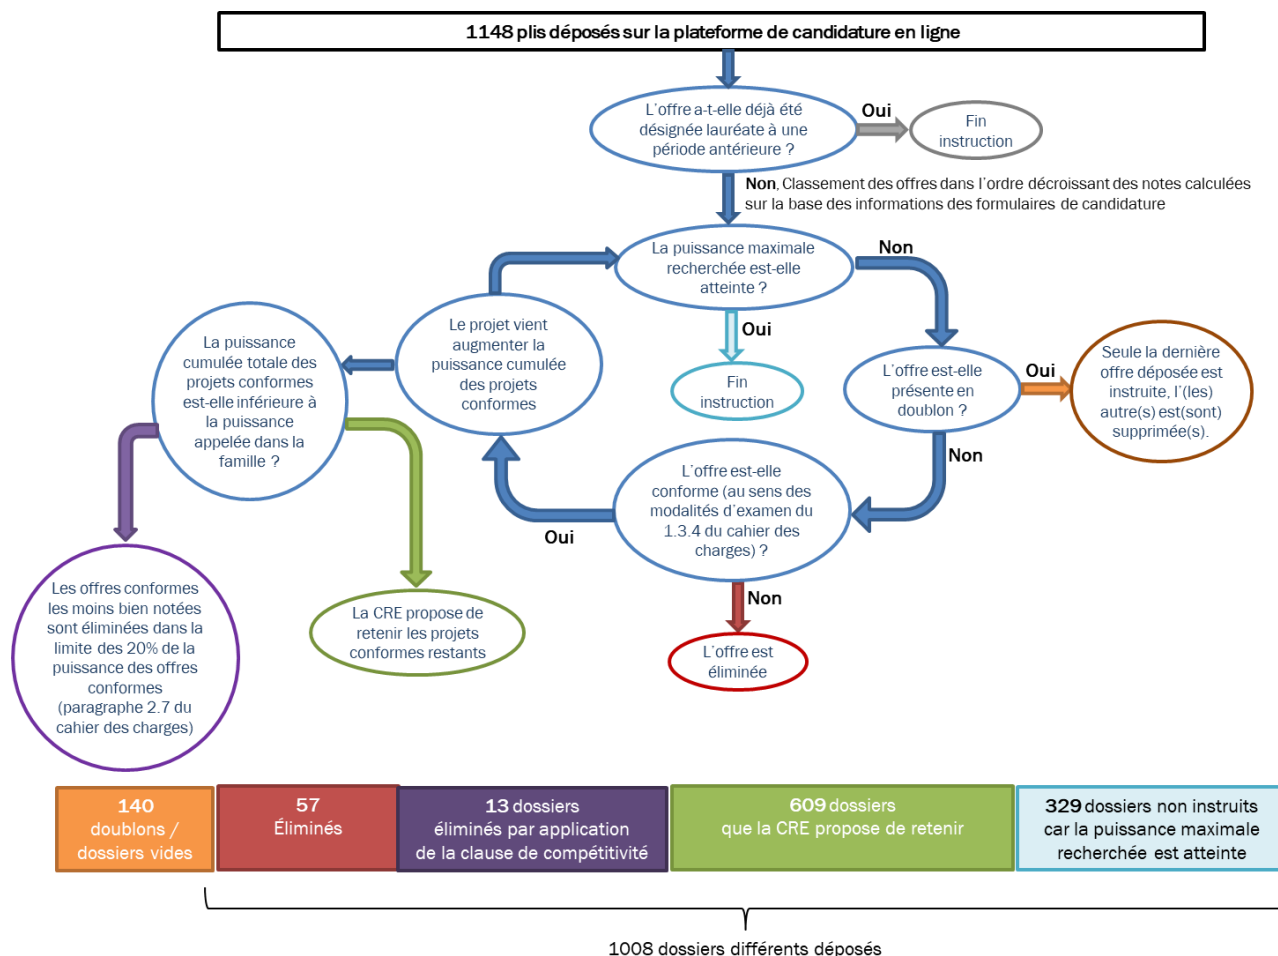 1148 plis déposés sur la plateforme de candidature en ligne
L'offre a-t-elle déjà été
désignée lauréate à une
période antérieure ?
Oui
Fin
instruction
Non, Classement des offres dans l'ordre décroissant des notes calculées
sur la base des informations des formulaires de candidature
La puissance maximale
recherchée est-elle
atteinte ?
Non
Oui
Fin
instruction
L'offre est-elle
présente en
doublon ?
Oui
Seule la dernière
offre déposée est
instruite, l'(les)
autre(s) est(sont)
supprimée(s).
Non
L'offre est-elle
conforme (au sens des
modalités d'examen du
1.3.4 du cahier des
charges) ?
Oui
Non
L'offre est
éliminée
Le projet vient
augmenter la
puissance cumulée
des projets
conformes
La puissance
cumulée totale des
projets conformes
est-elle inférieure à
la puissance
appelée dans la
famille ?
La CRE propose de
retenir les projets
conformes restants
Les offres conformes
les moins bien notées
sont éliminées dans la
limite des 20% de la
puissance des offres
conformes
(paragraphe 2.7 du
cahier des charges)
140
doublons /
dossiers vides
57
Éliminés
13 dossiers
éliminés par application
de la clause de compétitivité
609 dossiers
que la CRE propose de retenir
329 dossiers non instruits
car la puissance maximale
recherchée est atteinte
1008 dossiers différents déposés